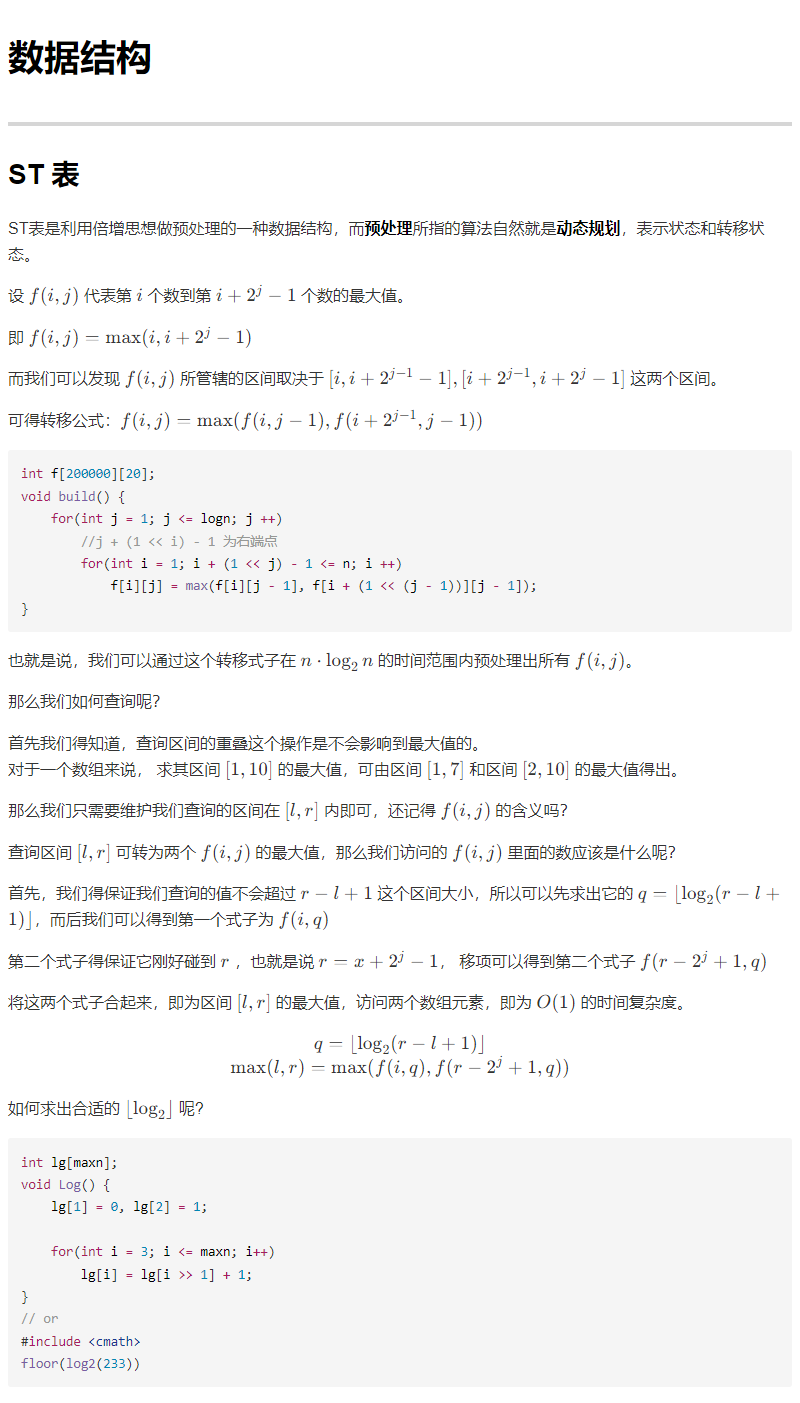 数据结构
ST 表
ST表是利用倍增思想做预处理的一种数据结构，而预处理所指的算法自然就是动态规划，表示状态和转移状
态。
设 f(i, j) 代表第 i 个数到第 i + 2^j − 1 个数的最大值。
即 f(i, j) = max(i, i + 2^j − 1)
而我们可以发现 f(i, j) 所管辖的区间取决于 [i, i + 2^{j−1} − 1], [i + 2^{j−1}, i + 2^j − 1] 这两个区间。
可得转移公式：f(i, j) = max(f(i, j − 1), f(i + 2^{j−1}, j − 1))
int f[200000][20];
void build() {
    for(int j = 1; j <= logn; j ++)
        //j + (1 << i) - 1 为右端点
        for(int i = 1; i + (1 << j) - 1 <= n; i ++)
            f[i][j] = max(f[i][j - 1], f[i + (1 << (j - 1))][j - 1]);
}
也就是说，我们可以通过这个转移式子在 n · log₂ n 的时间范围内预处理出所有 f(i, j)。
那么我们如何查询呢？
首先我们得知道，查询区间的重叠这个操作是不会影响到最大值的。
对于一个数组来说， 求其区间 [1, 10] 的最大值，可由区间 [1, 7] 和区间 [2, 10] 的最大值得出。
那么我们只需要维护我们查询的区间在 [l, r] 内即可，还记得 f(i, j) 的含义吗？
查询区间 [l, r] 可转为两个 f(i, j) 的最大值，那么我们访问的 f(i, j) 里面的数应该是什么呢？
首先，我们得保证我们查询的值不会超过 r − l + 1 这个区间大小，所以可以先求出它的 q = ⌊log₂(r − l +
1)⌋，而后我们可以得到第一个式子为 f(i, q)
第二个式子得保证它刚好碰到 r ，也就是说 r = x + 2^j − 1， 移项可以得到第二个式子 f(r − 2^j + 1, q)
将这两个式子合起来，即为区间 [l, r] 的最大值，访问两个数组元素，即为 O(1) 的时间复杂度。
q = ⌊log₂(r − l + 1)⌋
max(l, r) = max(f(i, q), f(r − 2^j + 1, q))
如何求出合适的 ⌊log₂⌋ 呢？
int lg[maxn];
void Log() {
    lg[1] = 0, lg[2] = 1;
    for(int i = 3; i <= maxn; i++)
        lg[i] = lg[i >> 1] + 1;
}
// or
#include <cmath>
floor(log2(233))